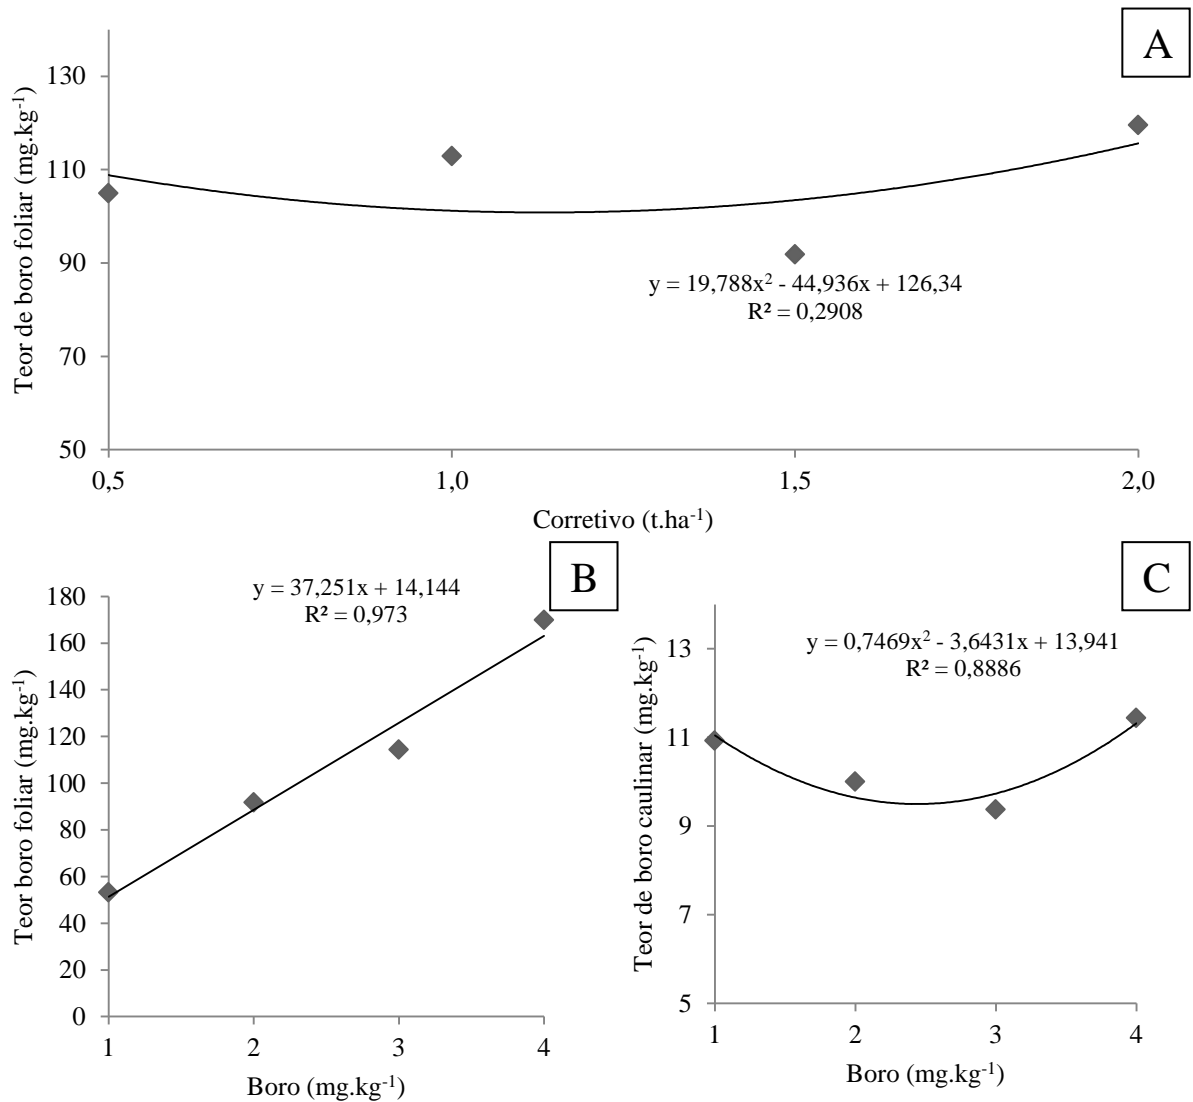 A
Teor de boro foliar (mg.kg⁻¹)
130
110
90
70
50
y = 19,788x² - 44,936x + 126,34
R² = 0,2908
0,5 1,0 1,5 2,0
Corretivo (t.ha⁻¹)
B
y = 37,251x + 14,144
R² = 0,973
Teor boro foliar (mg.kg⁻¹)
180
160
140
120
100
80
60
40
20
0
1 2 3 4
Boro (mg.kg⁻¹)
C
y = 0,7469x² - 3,6431x + 13,941
R² = 0,8886
Teor de boro caulinar (mg.kg⁻¹)
13
11
9
7
5
1 2 3 4
Boro (mg.kg⁻¹)